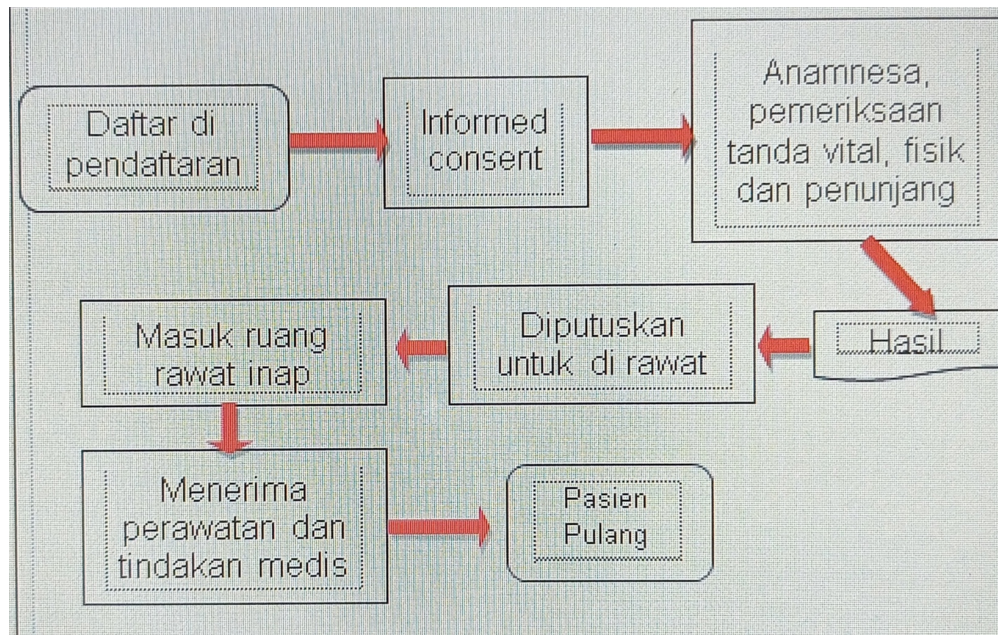 Daftar di
pendaftaran
Informed
consent
Anamnesa,
pemeriksaan
tanda vital, fisik
dan penunjang
Hasil
Diputuskan
untuk di rawat
Masuk ruang
rawat inap
Menerima
perawatan dan
tindakan medis
Pasien
Pulang